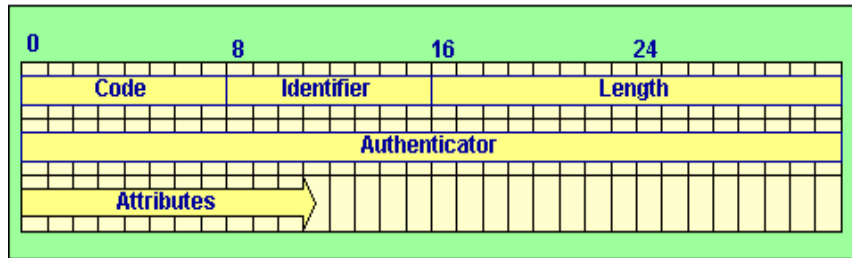 0 8 16 24
Code Identifier Length
Authenticator
Attributes